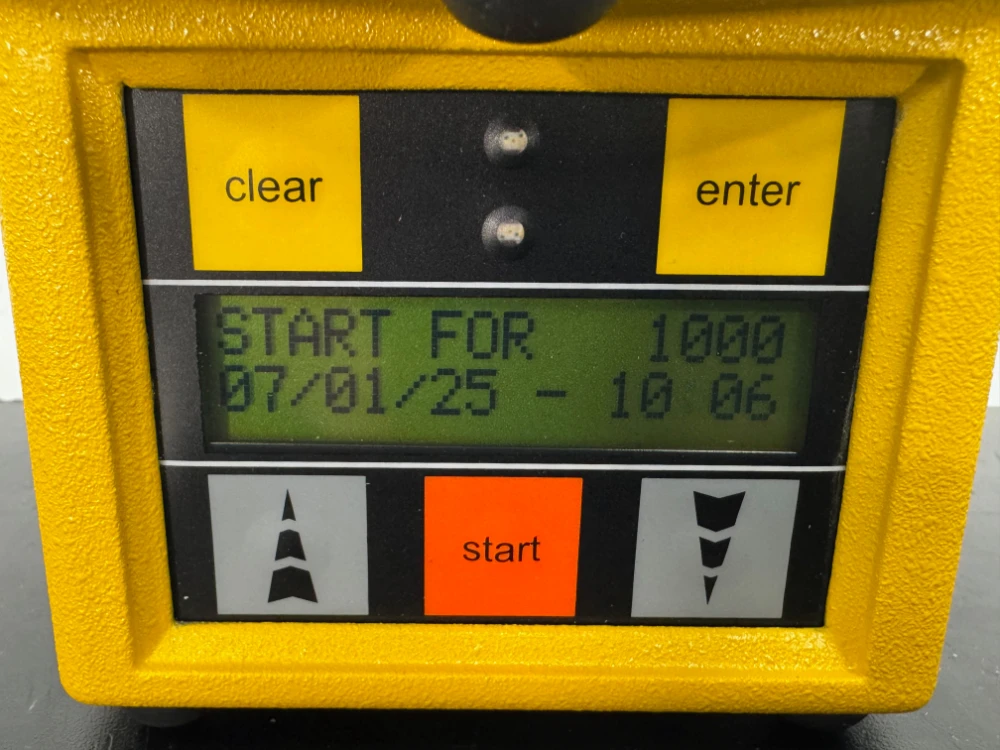 clear
enter
START FOR 1000
07/01/25 - 10 06
start